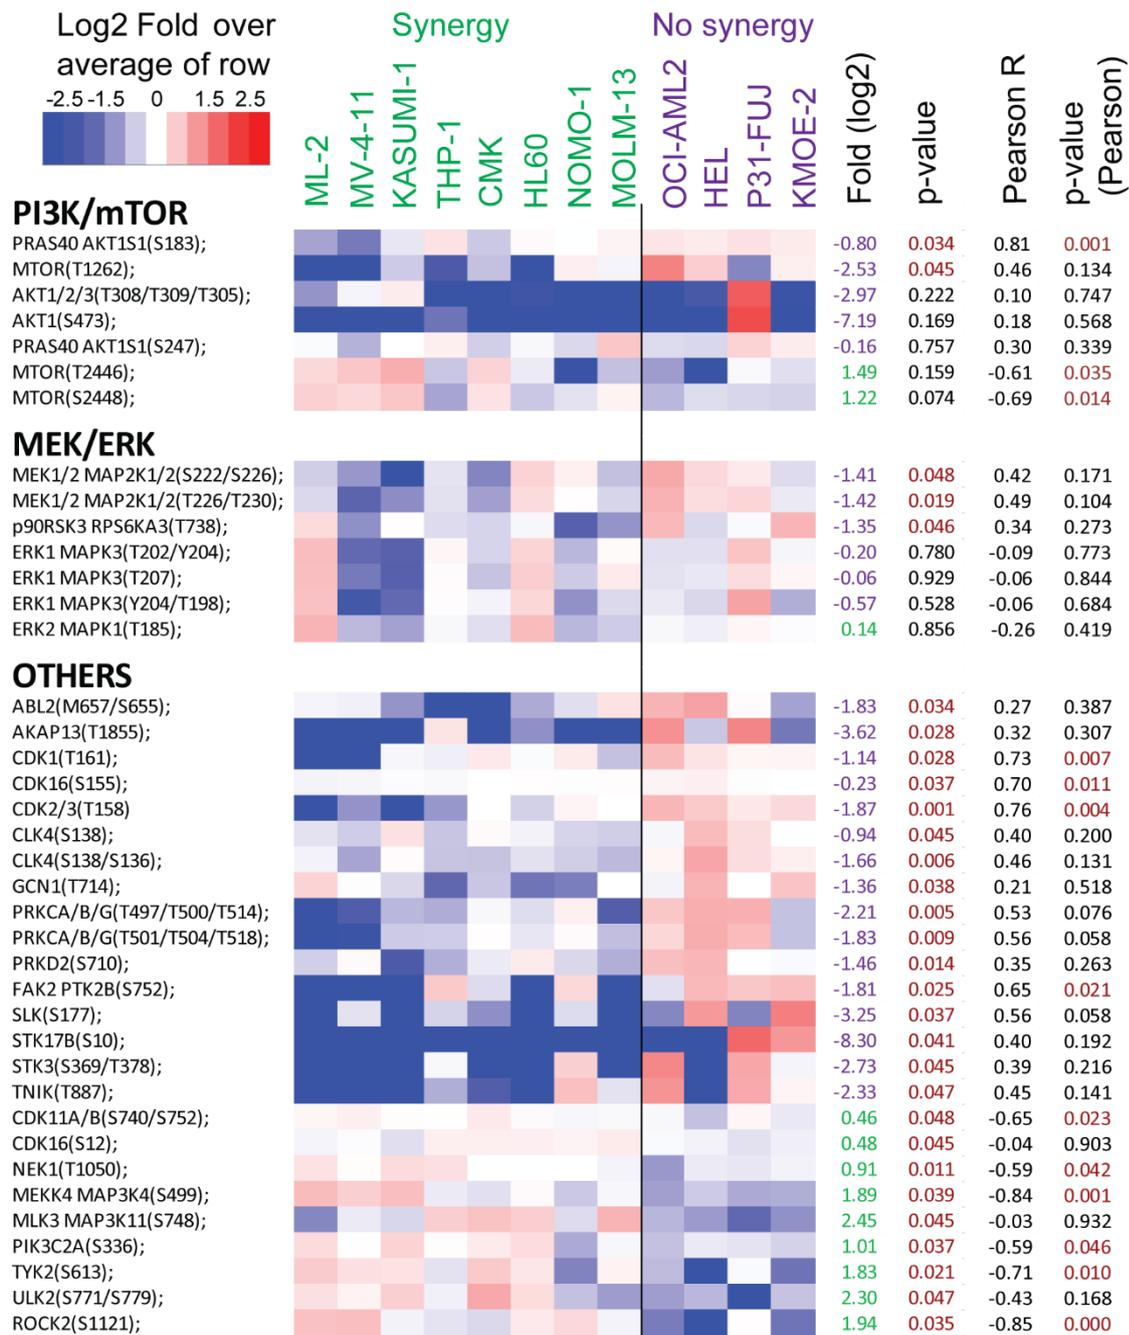 Log2 Fold over
average of row
-2.5 -1.5 0 1.5 2.5
Synergy
No synergy
ML-2
MV-4-11
KASUMI-1
THP-1
CMK
HL60
NOMO-1
MOLM-13
OCI-AML2
HEL
P31-FUJ
KMOE-2
Fold (log2)
p-value
Pearson R
p-value
(Pearson)
PI3K/mTOR
PRAS40 AKT1S1(S183); -0.80 0.034 0.81 0.001
MTOR(T1262); -2.53 0.045 0.46 0.134
AKT1/2/3(T308/T309/T305); -2.97 0.222 0.10 0.747
AKT1(S473); -7.19 0.169 0.18 0.568
PRAS40 AKT1S1(S247); -0.16 0.757 0.30 0.339
MTOR(T2446); 1.49 0.159 -0.61 0.035
MTOR(S2448); 1.22 0.074 -0.69 0.014
MEK/ERK
MEK1/2 MAP2K1/2(S222/S226); -1.41 0.048 0.42 0.171
MEK1/2 MAP2K1/2(T226/T230); -1.42 0.019 0.49 0.104
p90RSK3 RPS6KA3(T738); -1.35 0.046 0.34 0.273
ERK1 MAPK3(T202/Y204); -0.20 0.780 -0.09 0.773
ERK1 MAPK3(T207); -0.06 0.929 -0.06 0.844
ERK1 MAPK3(Y204/T198); -0.57 0.528 -0.06 0.684
ERK2 MAPK1(T185); 0.14 0.856 -0.26 0.419
OTHERS
ABL2(M657/S655); -1.83 0.034 0.27 0.387
AKAP13(T1855); -3.62 0.028 0.32 0.307
CDK1(T161); -1.14 0.028 0.73 0.007
CDK16(S155); -0.23 0.037 0.70 0.011
CDK2/3(T158) -1.87 0.001 0.76 0.004
CLK4(S138); -0.94 0.045 0.40 0.200
CLK4(S138/S136); -1.66 0.006 0.46 0.131
GCN1(T714); -1.36 0.038 0.21 0.518
PRKCA/B/G(T497/T500/T514); -2.21 0.005 0.53 0.076
PRKCA/B/G(T501/T504/T518); -1.83 0.009 0.56 0.058
PRKD2(S710); -1.46 0.014 0.35 0.263
FAK2 PTK2B(S752); -1.81 0.025 0.65 0.021
SLK(S177); -3.25 0.037 0.56 0.058
STK17B(S10); -8.30 0.041 0.40 0.192
STK3(S369/T378); -2.73 0.045 0.39 0.216
TNIK(T887); -2.33 0.047 0.45 0.141
CDK11A/B(S740/S752); 0.46 0.048 -0.65 0.023
CDK16(S12); 0.48 0.045 -0.04 0.903
NEK1(T1050); 0.91 0.011 -0.59 0.042
MEKK4 MAP3K4(S499); 1.89 0.039 -0.84 0.001
MLK3 MAP3K11(S748); 2.45 0.045 -0.03 0.932
PIK3C2A(S336); 1.01 0.037 -0.59 0.046
TYK2(S613); 1.83 0.021 -0.71 0.010
ULK2(S771/S779); 2.30 0.047 -0.43 0.168
ROCK2(S1121); 1.94 0.035 -0.85 0.000